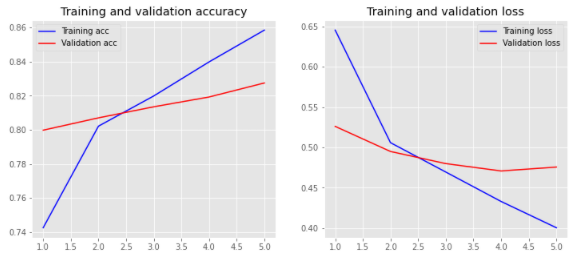 Training and validation accuracy
Training acc
Validation acc
0.86
0.84
0.82
0.80
0.78
0.76
0.74
1.0 1.5 2.0 2.5 3.0 3.5 4.0 4.5 5.0
Training and validation loss
Training loss
Validation loss
0.65
0.60
0.55
0.50
0.45
0.40
1.0 1.5 2.0 2.5 3.0 3.5 4.0 4.5 5.0